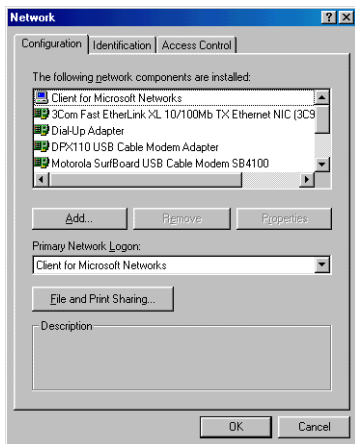 Network
Configuration Identification Access Control
The following network components are installed:
Client for Microsoft Networks
3Com Fast EtherLink XL 10/100Mb TX Ethernet NIC (3C9
Dial-Up Adapter
DPX110 USB Cable Modem Adapter
Motorola SurfBoard USB Cable Modem SB4100
Add... Remove Properties
Primary Network Logon:
Client for Microsoft Networks
File and Print Sharing...
Description
OK Cancel